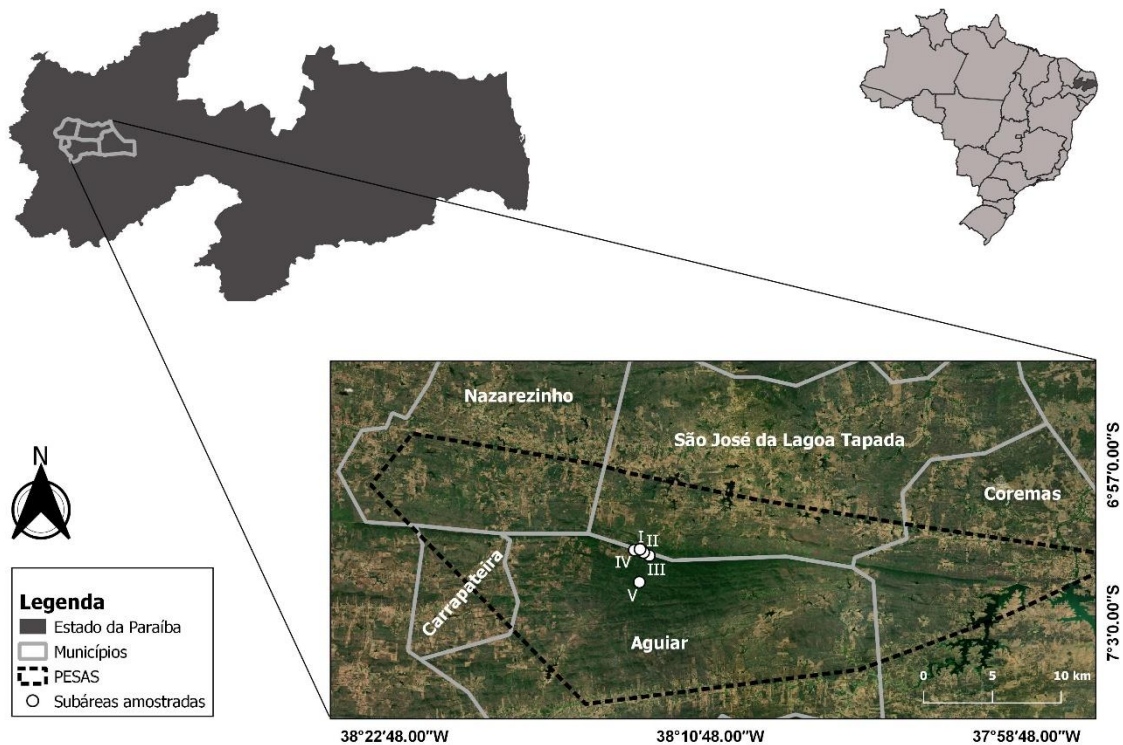 Nazarezinho
São José da Lagoa Tapada
Coremas
6°57'0.00"S
I
II
IV
III
V
Carrapateira
Aguiar
7°3'0.00"S
0
5
10 km
N
Legenda
Estado da Paraíba
Municípios
PESAS
Subáreas amostradas
38°22'48.00"W
38°10'48.00"W
37°58'48.00"W